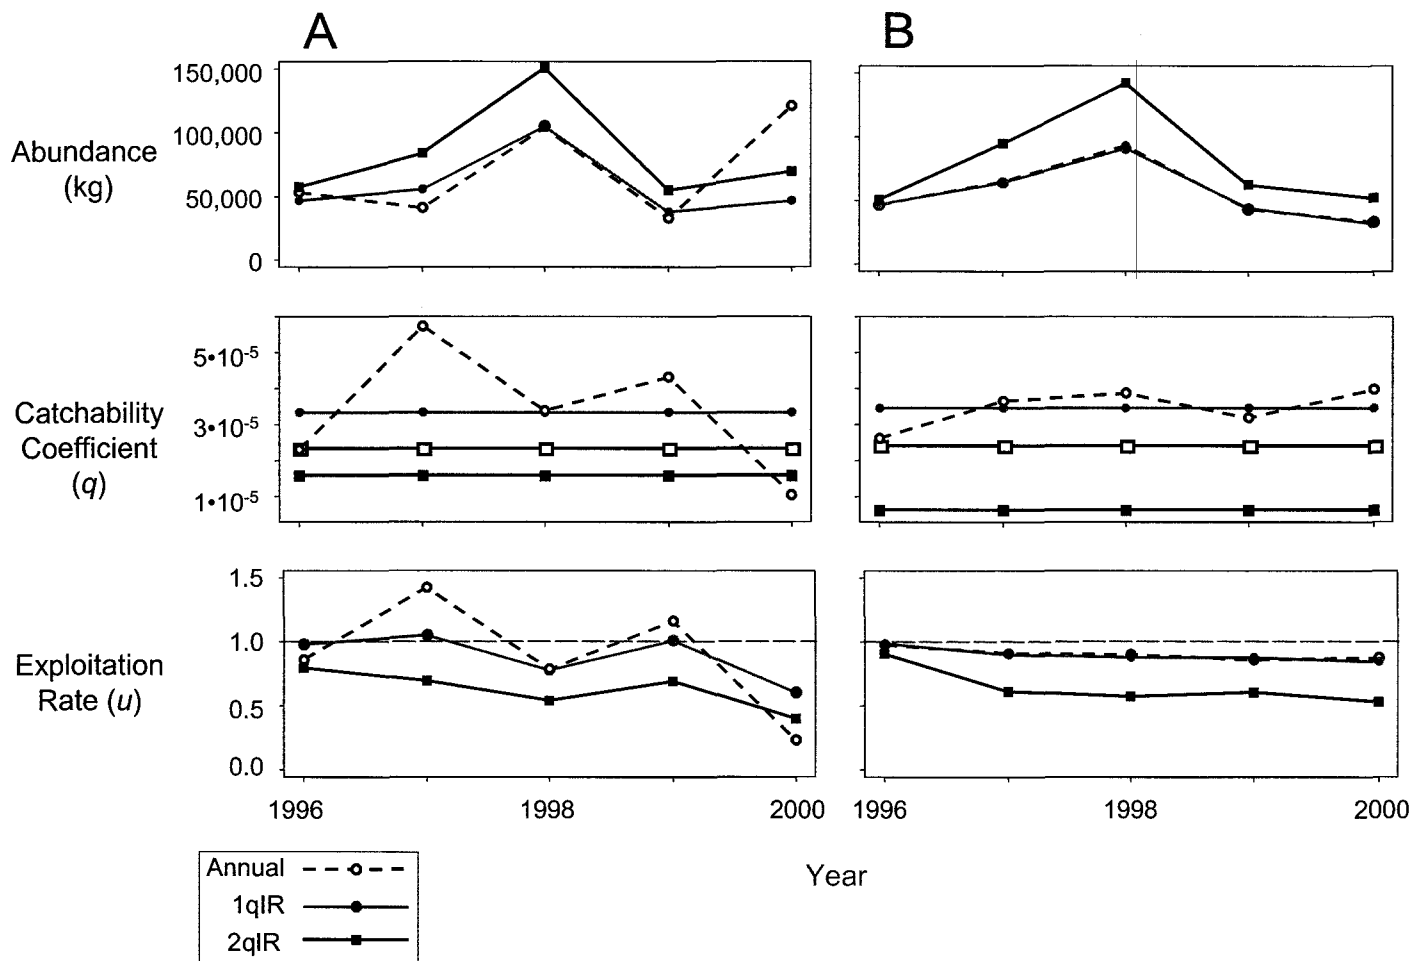 A
B
150,000
100,000
50,000
0
Abundance
(kg)
5•10⁻⁵
3•10⁻⁵
1•10⁻⁵
Catchability
Coefficient
(q)
1.5
1.0
0.5
0.0
Exploitation
Rate (u)
1996 1998 2000 1996 1998 2000
Year
Annual
1qIR
2qIR